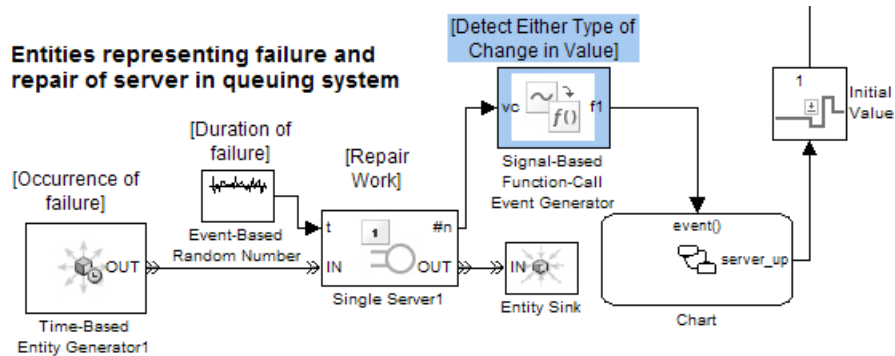 Entities representing failure and
repair of server in queuing system
[Detect Either Type of
Change in Value]
vc
f()
f1
Signal-Based
Function-Call
Event Generator
1
Initial
Value
[Duration of
failure]
Event-Based
Random Number
[Repair
Work]
t
1
#n
IN
OUT
Single Server1
[Occurrence of
failure]
OUT
Time-Based
Entity Generator1
IN
Entity Sink
event()
server_up
Chart